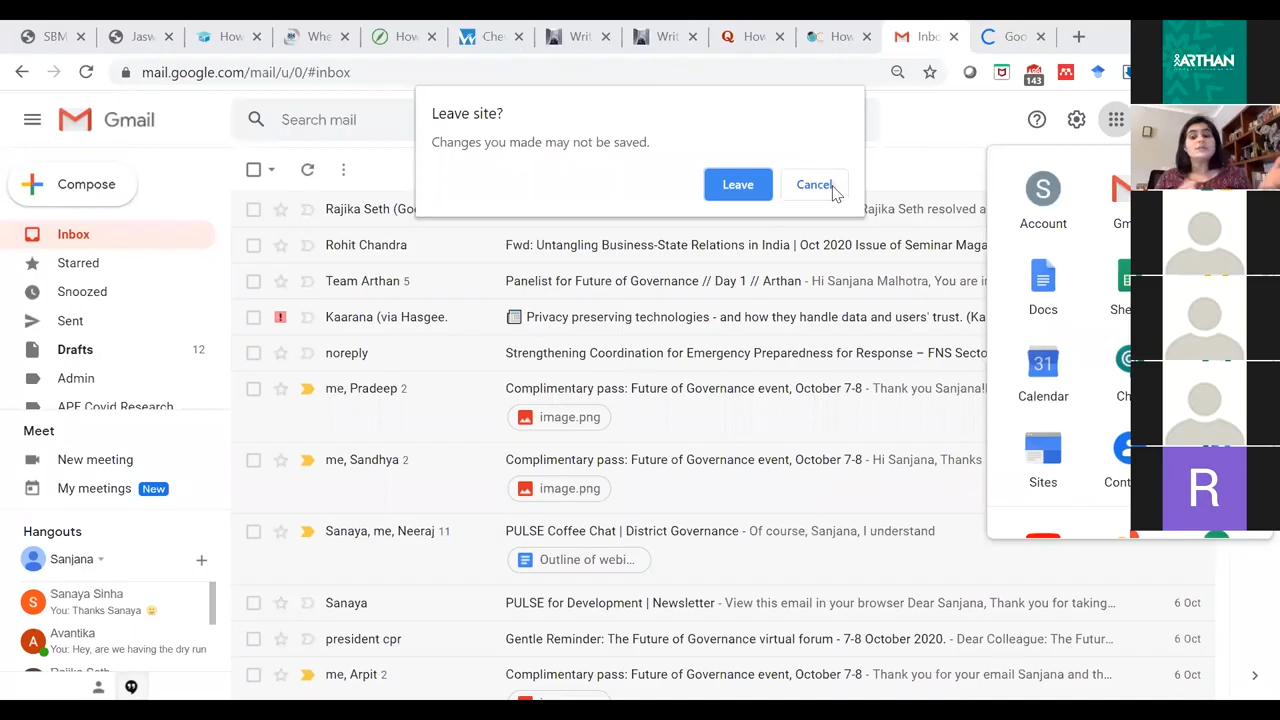 SBM
Jasw
How
Whe
How
Che
Writ
Writ
How
How
Inbo
Goo
mail.google.com/mail/u/0/#inbox
143
ARTHAN
Gmail
Search mail
Leave site?
Changes you made may not be saved.
Leave
Cancel
Compose
Inbox
Starred
Snoozed
Sent
Drafts 12
Admin
APF Covid Research
Meet
New meeting
My meetings New
Hangouts
Sanjana
Sanaya Sinha
You: Thanks Sanaya 🙂
Avantika
You: Hey, are we having the dry run
Rajika Seth
Rajika Seth (Goo Rajika Seth resolved a
Rohit Chandra Fwd: Untangling Business-State Relations in India | Oct 2020 Issue of Seminar Maga
Team Arthan 5 Panelist for Future of Governance // Day 1 // Arthan - Hi Sanjana Malhotra, You are in
Kaarana (via Hasgee. Privacy preserving technologies - and how they handle data and users' trust. (Ka
noreply Strengthening Coordination for Emergency Preparedness for Response – FNS Secto
me, Pradeep 2 Complimentary pass: Future of Governance event, October 7-8 - Thank you Sanjana!!
image.png
me, Sandhya 2 Complimentary pass: Future of Governance event, October 7-8 - Hi Sanjana, Thanks
image.png
Sanaya, me, Neeraj 11 PULSE Coffee Chat | District Governance - Of course, Sanjana, I understand
Outline of webi...
Sanaya PULSE for Development | Newsletter - View this email in your browser Dear Sanjana, Thank you for taking... 6 Oct
president cpr Gentle Reminder: The Future of Governance virtual forum - 7-8 October 2020. - Dear Colleague: The Futur... 6 Oct
me, Arpit 2 Complimentary pass: Future of Governance event, October 7-8 - Thank you for your email Sanjana and th... 6 Oct
S
Account
Gm
Docs
She
31
Calendar
Ch
Sites
Cont
R